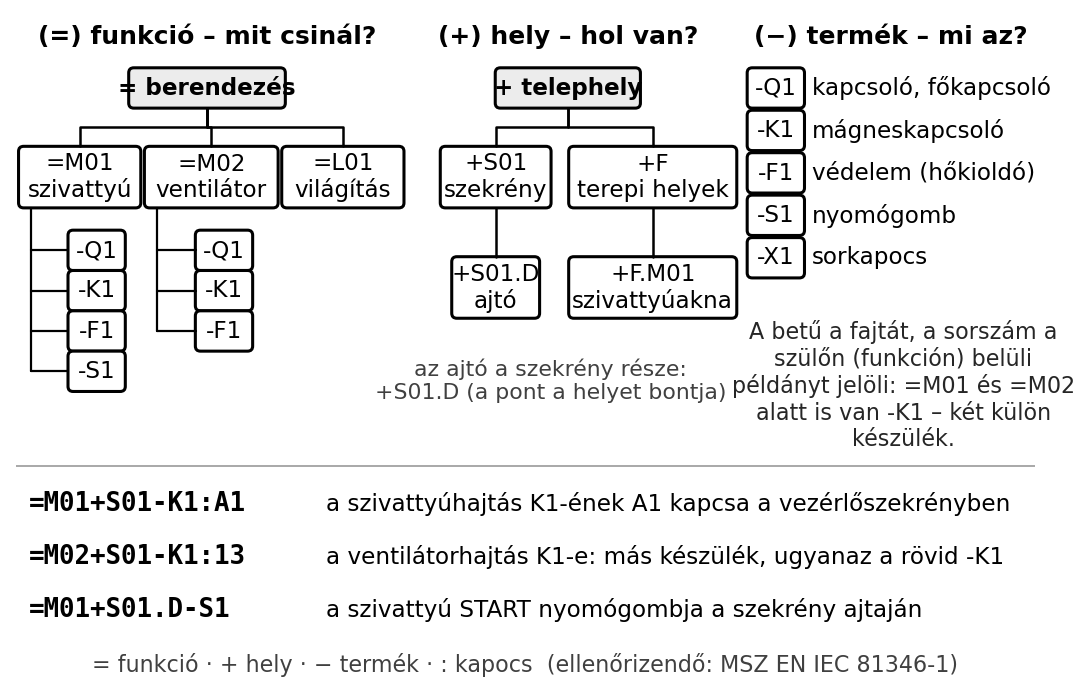 (=) funkció – mit csinál?
= berendezés
=M01
szivattyú
=M02
ventilátor
=L01
világítás
-Q1
-K1
-F1
-S1
-Q1
-K1
-F1
(+) hely – hol van?
+ telephely
+S01
szekrény
+F
terepi helyek
+S01.D
ajtó
+F.M01
szivattyúakna
az ajtó a szekrény része:
+S01.D (a pont a helyet bontja)
(−) termék – mi az?
-Q1 kapcsoló, főkapcsoló
-K1 mágneskapcsoló
-F1 védelem (hőkioldó)
-S1 nyomógomb
-X1 sorkapocs
A betű a fajtát, a sorszám a
szülőn (funkción) belüli
példányt jelöli: =M01 és =M02
alatt is van -K1 – két külön
készülék.
=M01+S01-K1:A1 a szivattyúhajtás K1-ének A1 kapcsa a vezérlőszekrényben
=M02+S01-K1:13 a ventilátorhajtás K1-e: más készülék, ugyanaz a rövid -K1
=M01+S01.D-S1 a szivattyú START nyomógombja a szekrény ajtaján
= funkció · + hely · − termék · : kapocs (ellenőrizendő: MSZ EN IEC 81346-1)